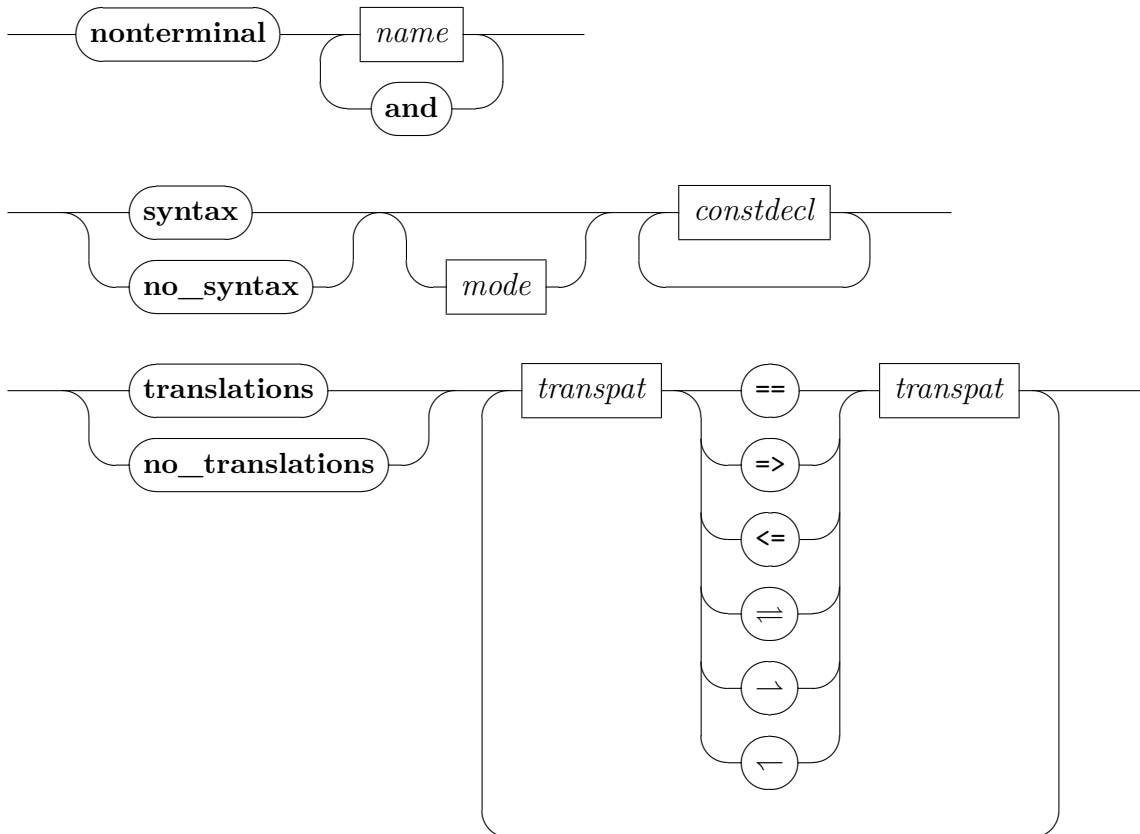 nonterminal name
and
syntax constdecl
no_syntax mode
translations transpat == transpat
no_translations =>
<=
⇌
⇀
↽